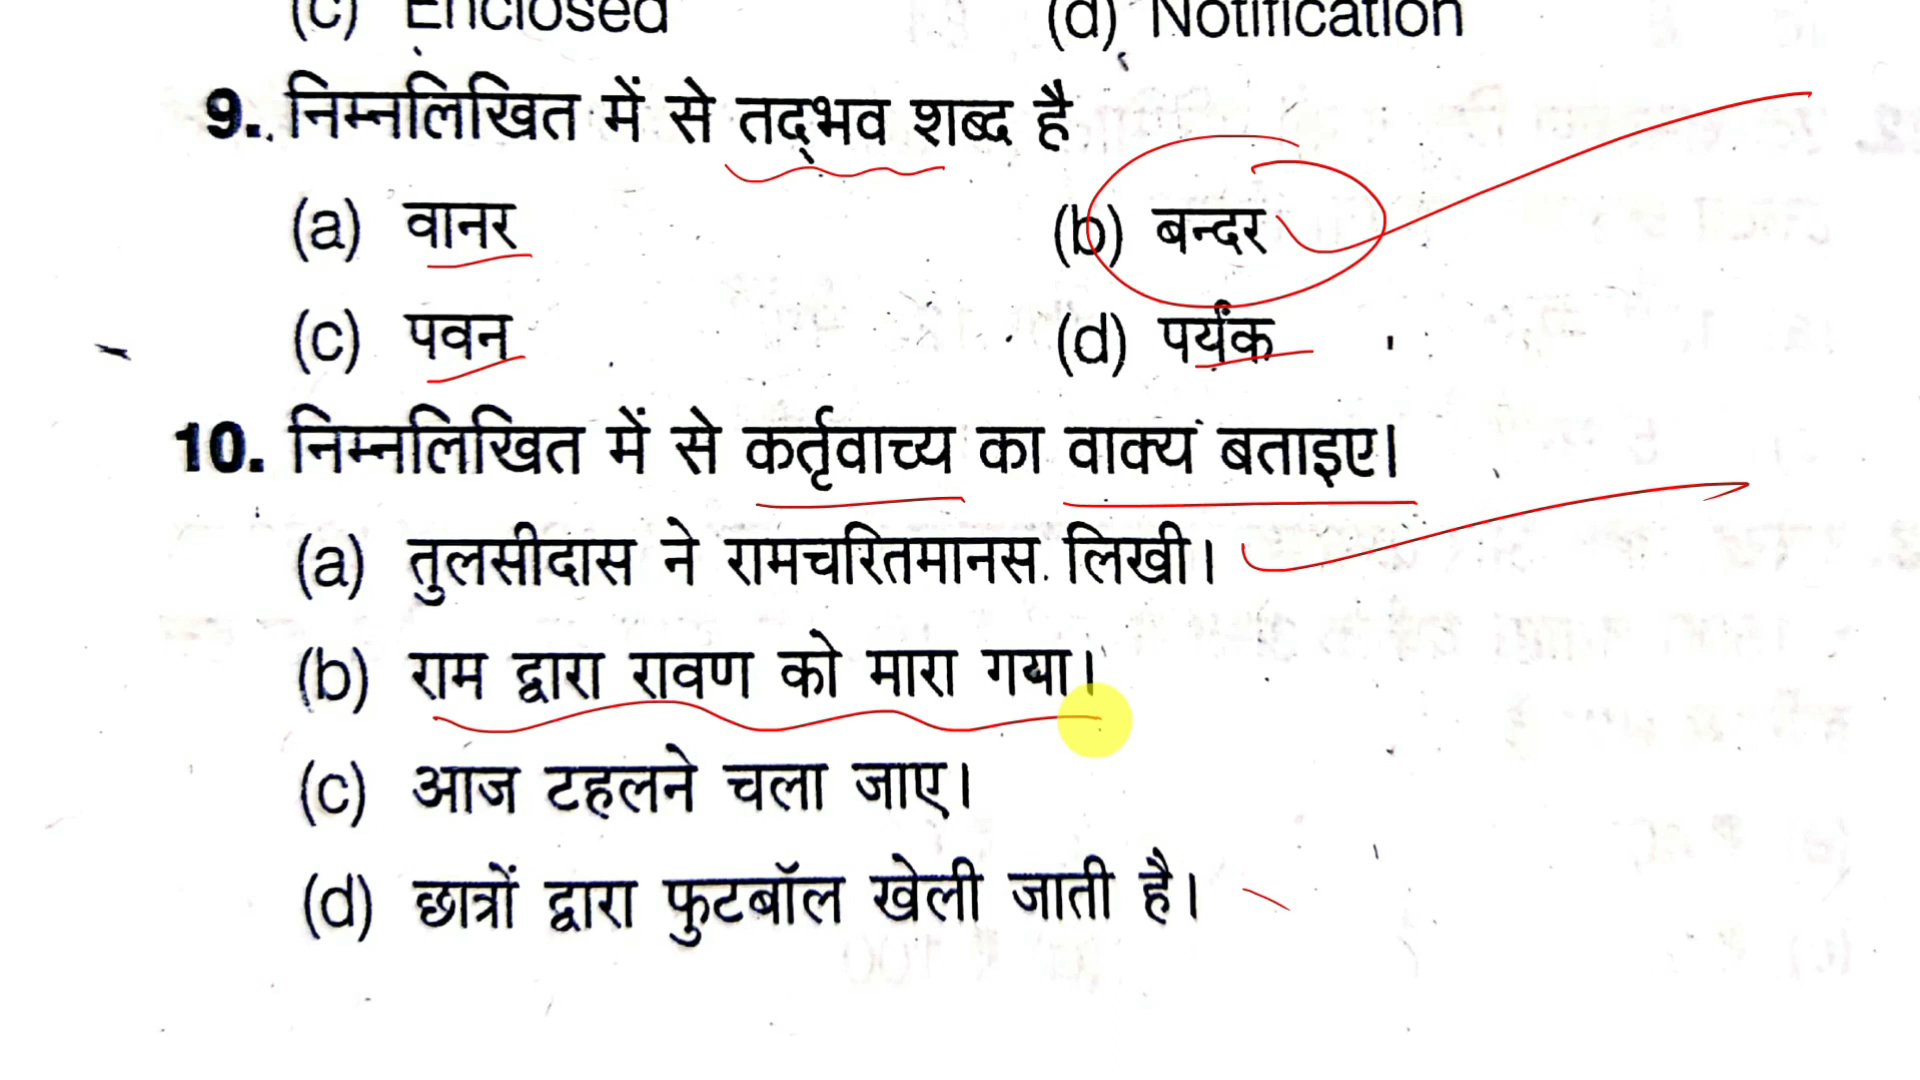 (c) Enclosed (d) Notification
9. निम्नलिखित में से तद्भव शब्द है
(a) वानर (b) बन्दर
(c) पवन (d) पर्यंक
10. निम्नलिखित में से कर्तृवाच्य का वाक्य बताइए।
(a) तुलसीदास ने रामचरितमानस लिखी।
(b) राम द्वारा रावण को मारा गया।
(c) आज टहलने चला जाए।
(d) छात्रों द्वारा फुटबॉल खेली जाती है।